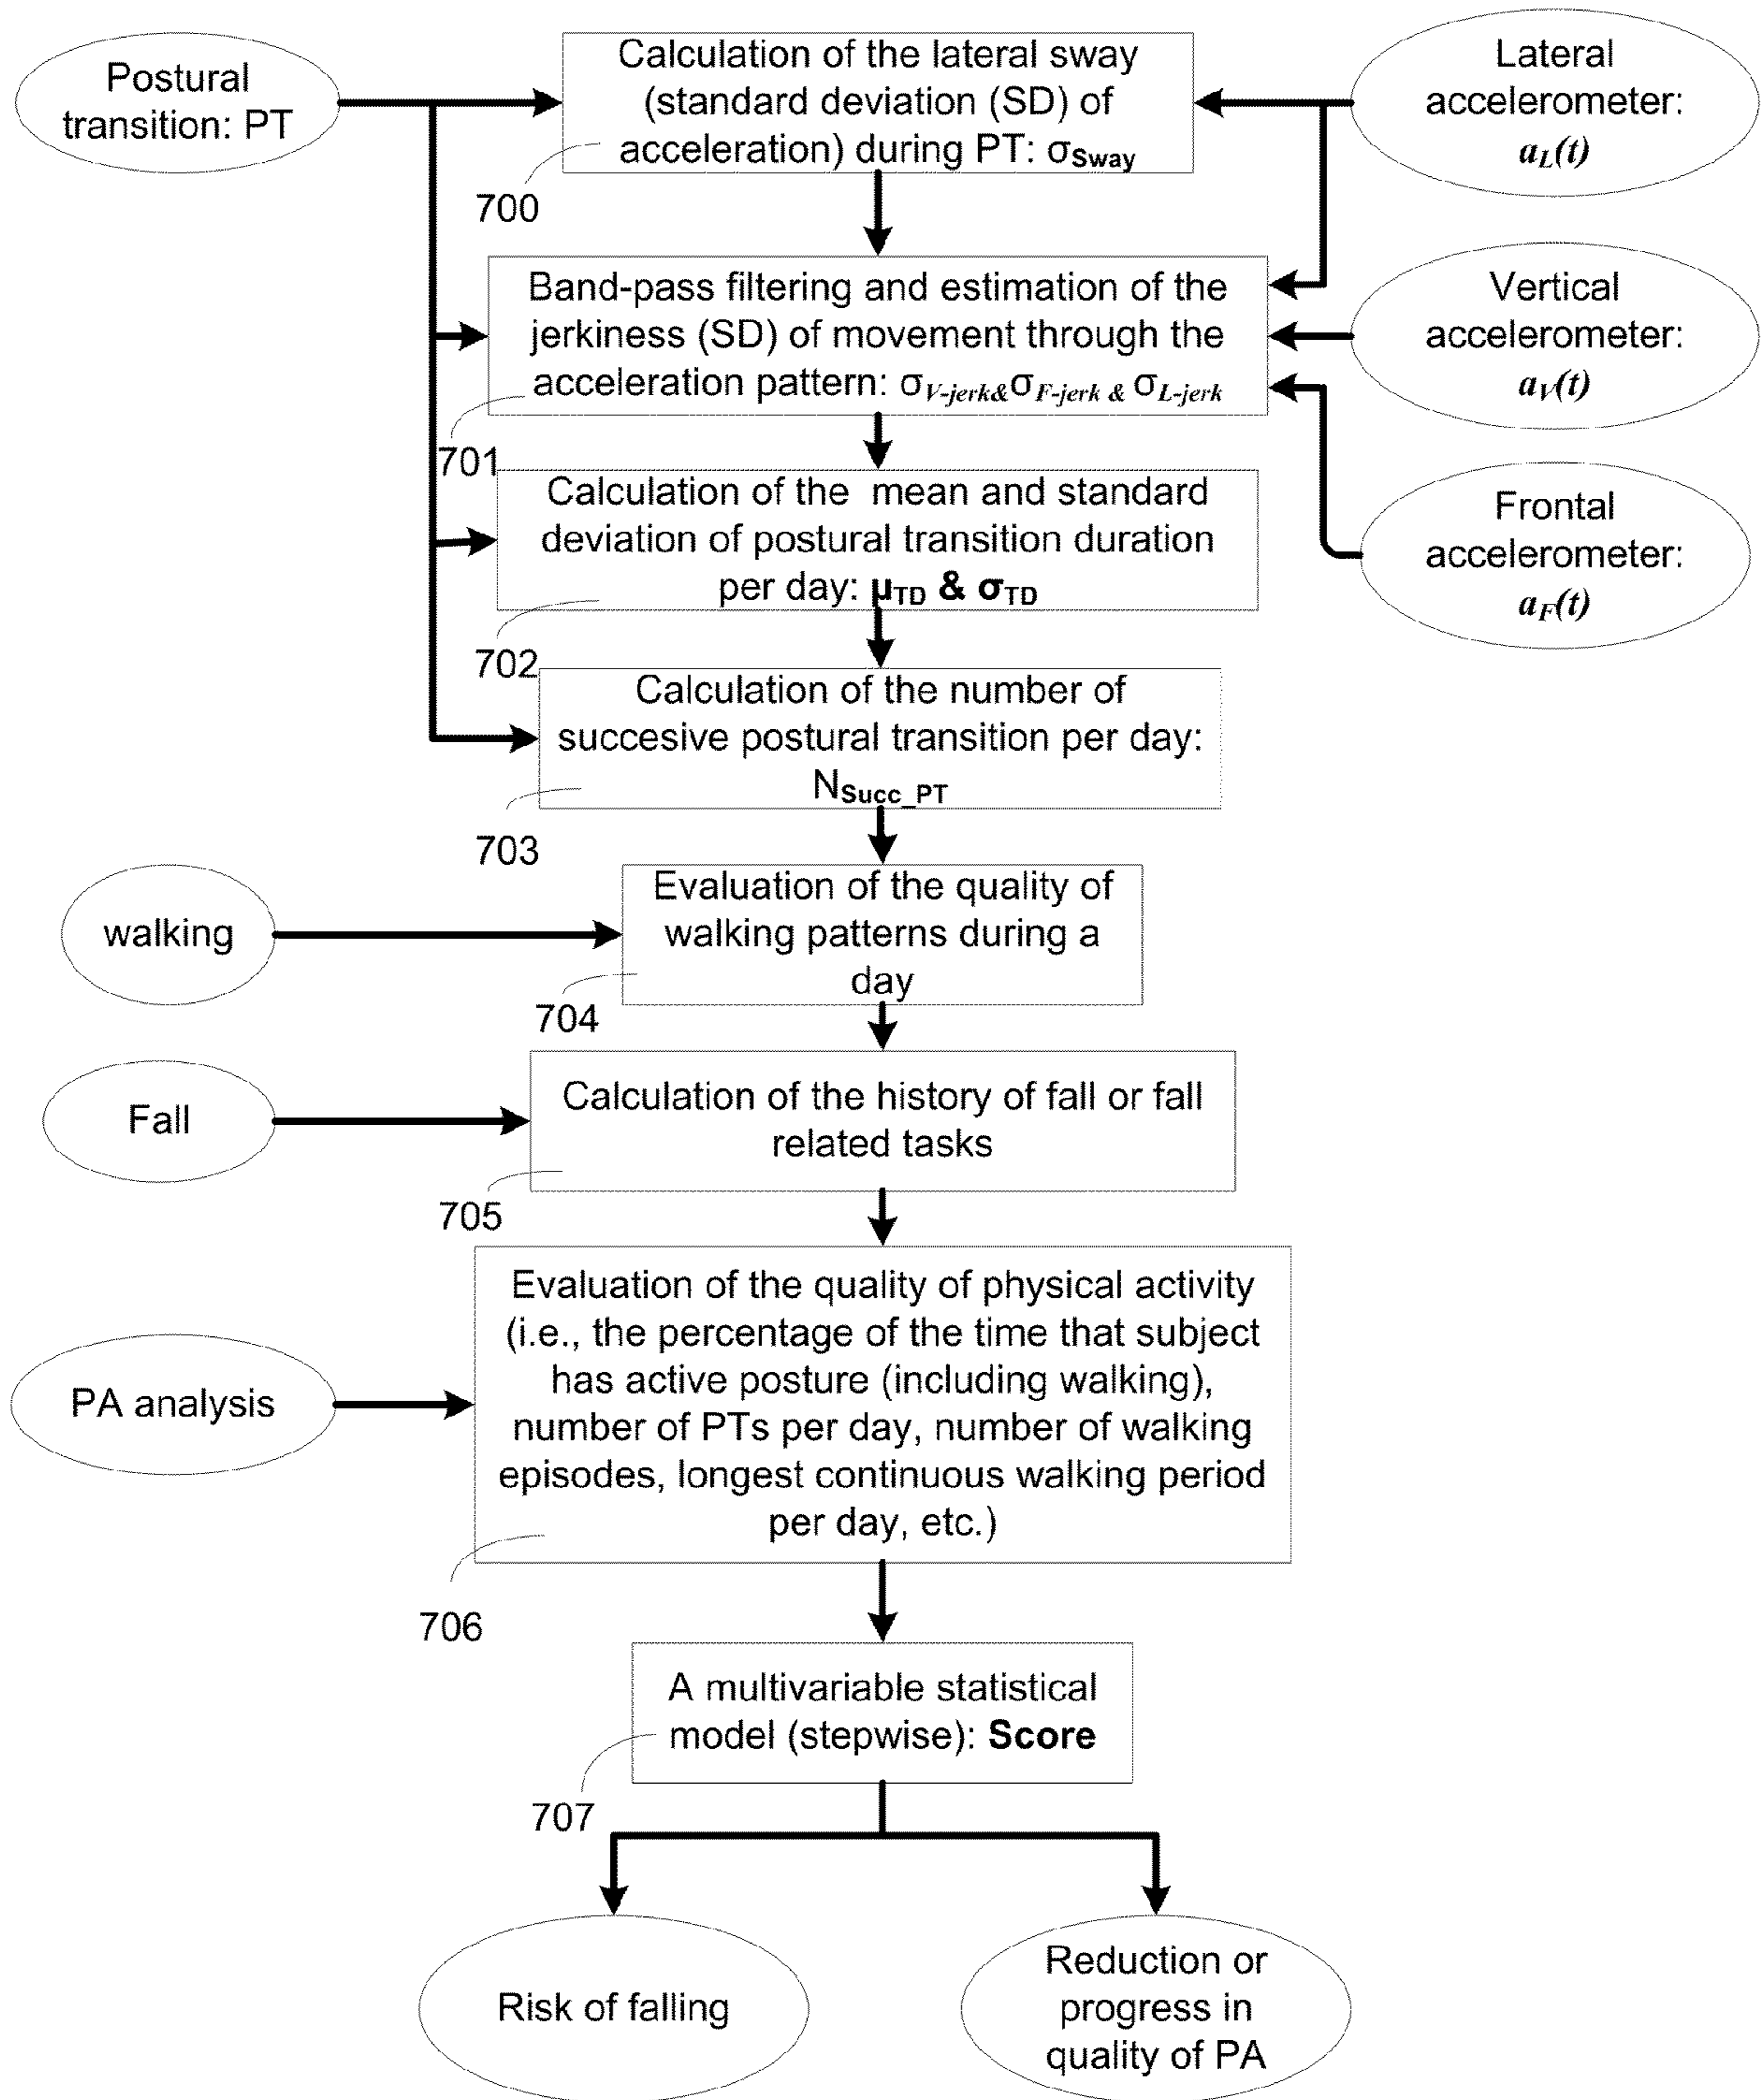 Postural
transition: PT
Calculation of the lateral sway
(standard deviation (SD) of
acceleration) during PT: σSway
700
Lateral
accelerometer:
aL(t)
Band-pass filtering and estimation of the
jerkiness (SD) of movement through the
acceleration pattern: σV-jerk&σF-jerk & σL-jerk
701
Vertical
accelerometer:
aV(t)
Calculation of the mean and standard
deviation of postural transition duration
per day: μTD & σTD
702
Frontal
accelerometer:
aF(t)
Calculation of the number of
succesive postural transition per day:
NSucc_PT
703
walking
Evaluation of the quality of
walking patterns during a
day
704
Fall
Calculation of the history of fall or fall
related tasks
705
PA analysis
Evaluation of the quality of physical activity
(i.e., the percentage of the time that subject
has active posture (including walking),
number of PTs per day, number of walking
episodes, longest continuous walking period
per day, etc.)
706
A multivariable statistical
model (stepwise): Score
707
Risk of falling
Reduction or
progress in
quality of PA